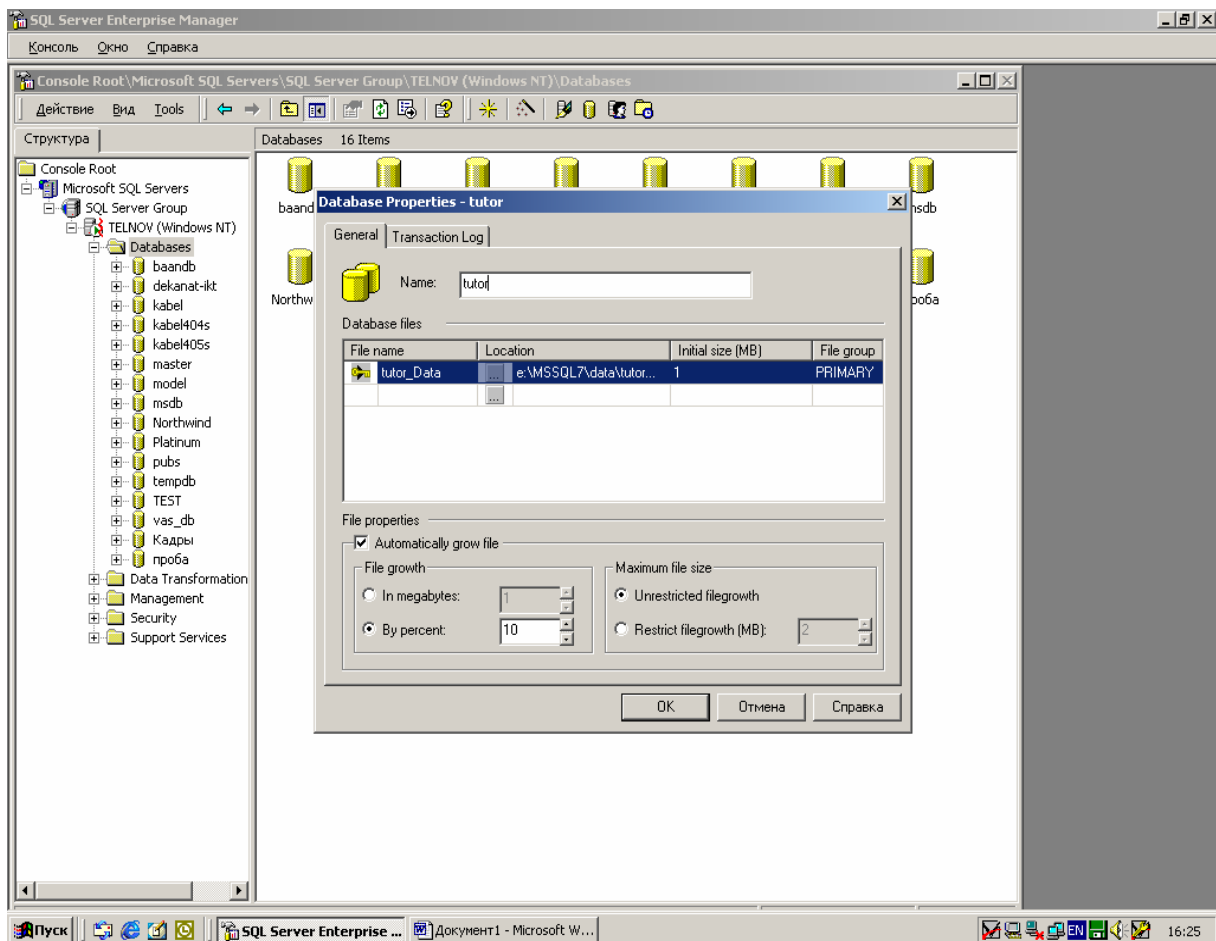 SQL Server Enterprise Manager
Консоль Окно Справка
Console Root\Microsoft SQL Servers\SQL Server Group\TELNOV (Windows NT)\Databases
Действие Вид Tools
Структура
Databases 16 Items
Console Root
Microsoft SQL Servers
SQL Server Group
TELNOV (Windows NT)
Databases
baandb
dekanat-ikt
kabel
kabel404s
kabel405s
master
model
msdb
Northwind
Platinum
pubs
tempdb
TEST
vas_db
Кадры
проба
Data Transformation
Management
Security
Support Services
baand
Northw
Database Properties - tutor
General Transaction Log
Name: tutor
Database files
File name Location Initial size (MB) File group
tutor_Data ... e:\MSSQL7\data\tutor... 1 PRIMARY
...
File properties
Automatically grow file
File growth
In megabytes: 1
By percent: 10
Maximum file size
Unrestricted filegrowth
Restrict filegrowth (MB): 2
OK Отмена Справка
Пуск SQL Server Enterprise ... Документ1 - Microsoft W... EN 16:25